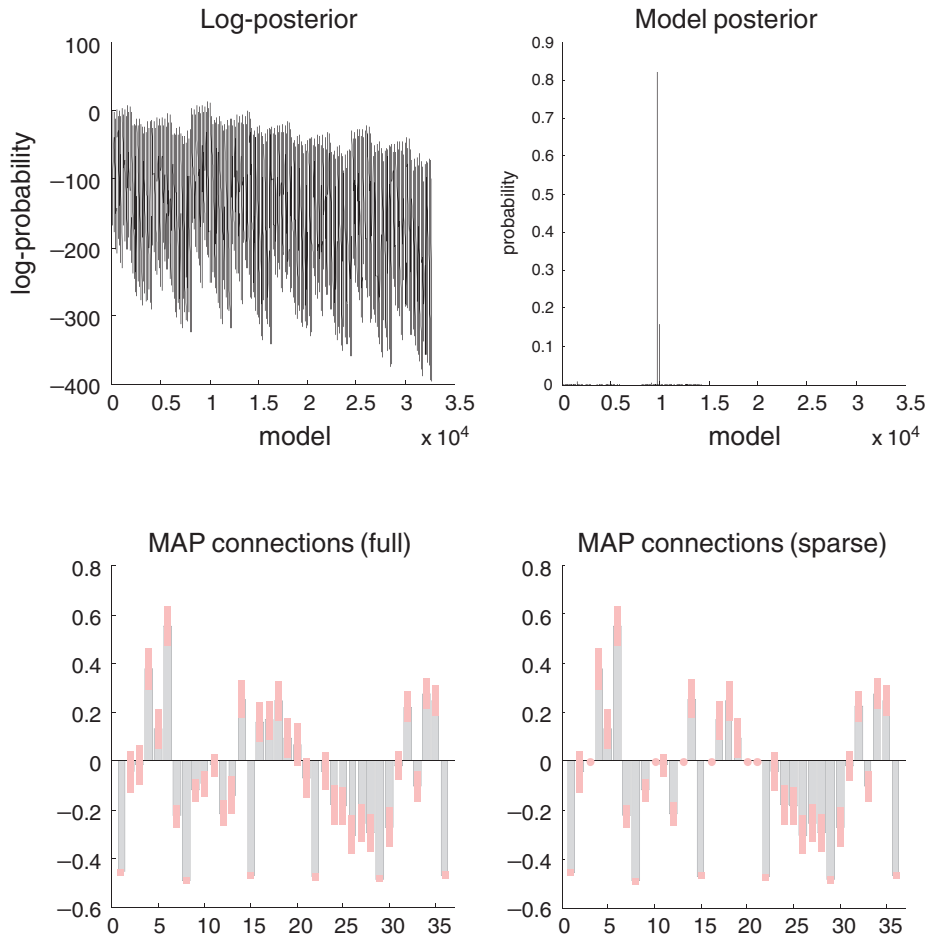 Log-posterior
100
0
−100
−200
−300
−400
log-probability
0 0.5 1 1.5 2 2.5 3 3.5
model
x 10⁴
Model posterior
0.9
0.8
0.7
0.6
0.5
0.4
0.3
0.2
0.1
0
probability
0 0.5 1 1.5 2 2.5 3 3.5
model
x 10⁴
MAP connections (full)
0.8
0.6
0.4
0.2
0
−0.2
−0.4
−0.6
0 5 10 15 20 25 30 35
MAP connections (sparse)
0.8
0.6
0.4
0.2
0
−0.2
−0.4
−0.6
0 5 10 15 20 25 30 35